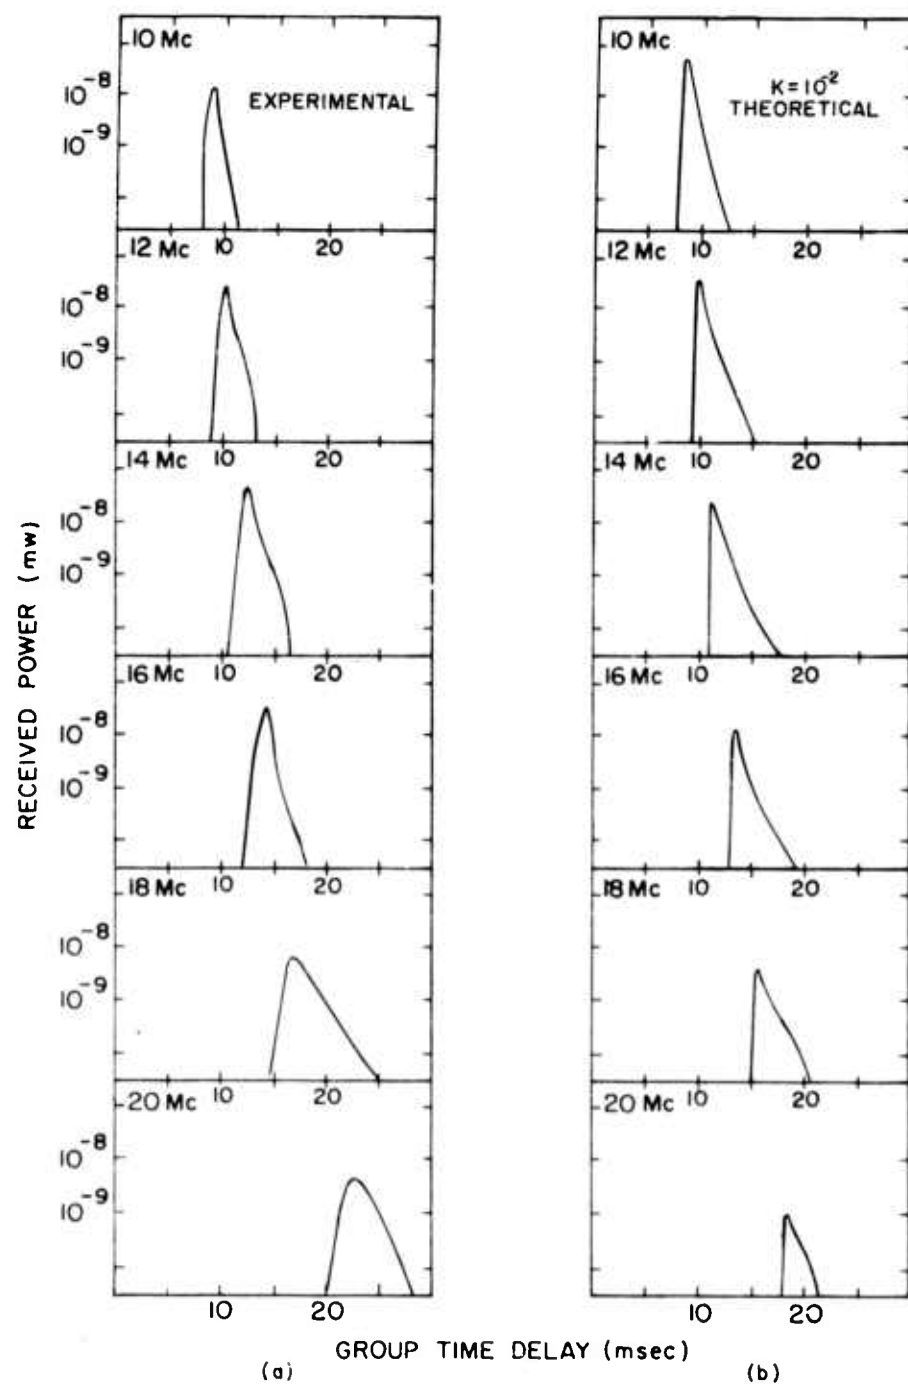 10 Mc
10⁻⁸
10⁻⁹
EXPERIMENTAL
10
20
12 Mc
10⁻⁸
10⁻⁹
10
20
14 Mc
10⁻⁸
10⁻⁹
10
20
16 Mc
10⁻⁸
10⁻⁹
10
20
18 Mc
10⁻⁸
10⁻⁹
10
20
20 Mc
10⁻⁸
10⁻⁹
10
20
10 Mc
K=10⁻²
THEORETICAL
10
20
12 Mc
10
20
14 Mc
10
20
16 Mc
10
20
18 Mc
10
20
20 Mc
10
20
RECEIVED POWER (mw)
GROUP TIME DELAY (msec)
(a)
(b)